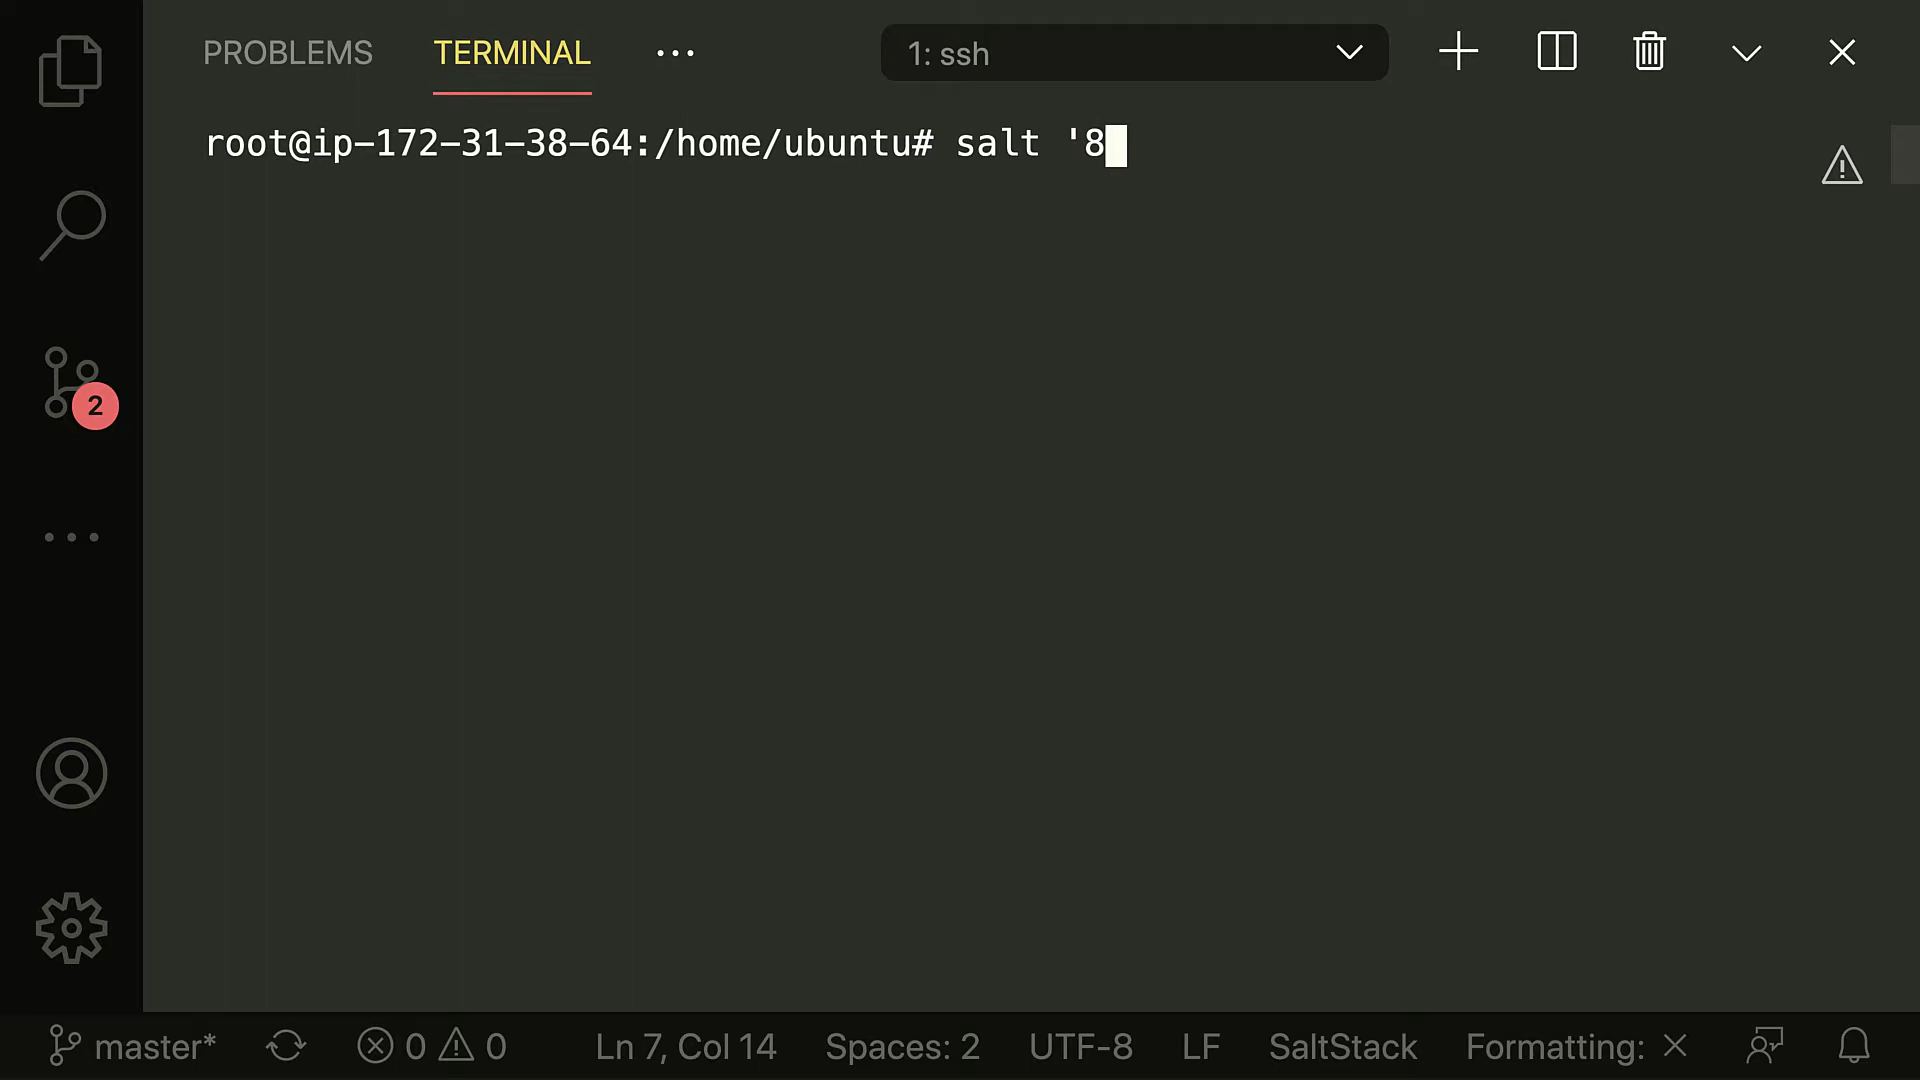 PROBLEMS TERMINAL ... 1: ssh
root@ip-172-31-38-64:/home/ubuntu# salt '8
2
master* 0 0 Ln 7, Col 14 Spaces: 2 UTF-8 LF SaltStack Formatting: ×